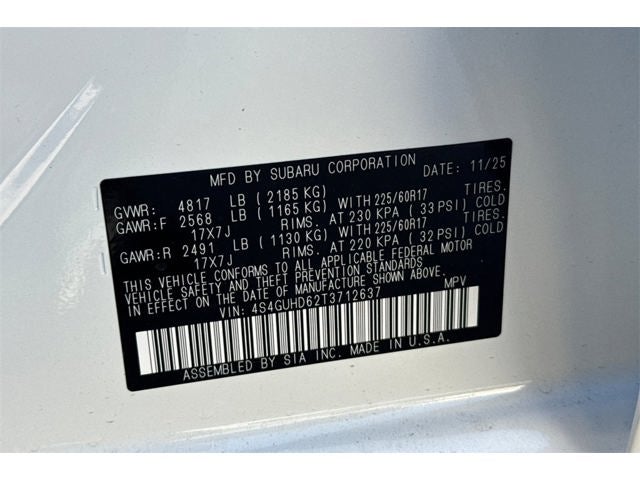 MFD BY SUBARU CORPORATION DATE: 11/25
GVWR: 4817 LB (2185 KG)
GAWR:F 2568 LB (1165 KG) WITH 225/60R17 TIRES.
17X7J RIMS. AT 230 KPA (33 PSI) COLD
GAWR:R 2491 LB (1130 KG) WITH 225/60R17 TIRES.
17X7J RIMS. AT 220 KPA (32 PSI) COLD
THIS VEHICLE CONFORMS TO ALL APPLICABLE FEDERAL MOTOR
VEHICLE SAFETY AND THEFT PREVENTION STANDARDS
IN EFFECT ON THE DATE OF MANUFACTURE SHOWN ABOVE.
VIN: 4S4GUHD62T3712637 MPV
ASSEMBLED BY SIA INC. MADE IN U.S.A.